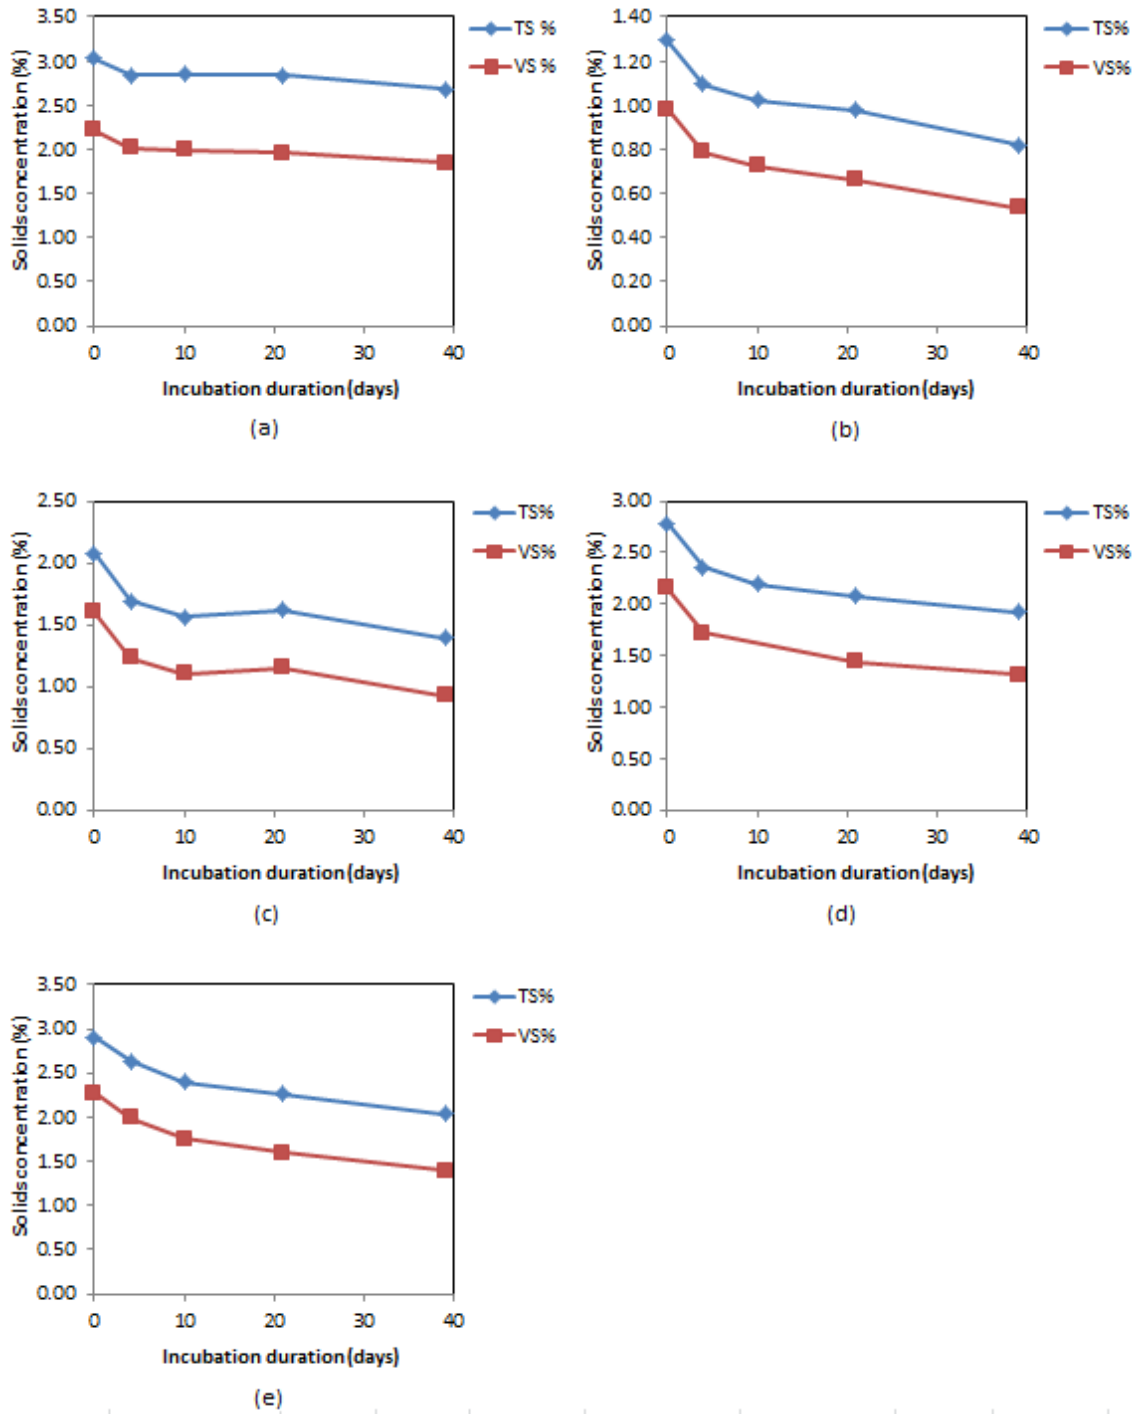 Solids concentration (%)
3.50
3.00
2.50
2.00
1.50
1.00
0.50
0.00
0 10 20 30 40
Incubation duration (days)
TS %
VS %
(a)
Solids concentration (%)
1.40
1.20
1.00
0.80
0.60
0.40
0.20
0.00
0 10 20 30 40
Incubation duration (days)
TS%
VS%
(b)
Solids concentration (%)
2.50
2.00
1.50
1.00
0.50
0.00
0 10 20 30 40
Incubation duration (days)
TS%
VS%
(c)
Solids concentration (%)
3.00
2.50
2.00
1.50
1.00
0.50
0.00
0 10 20 30 40
Incubation duration (days)
TS%
VS%
(d)
Solids concentration (%)
3.50
3.00
2.50
2.00
1.50
1.00
0.50
0.00
0 10 20 30 40
Incubation duration (days)
TS%
VS%
(e)